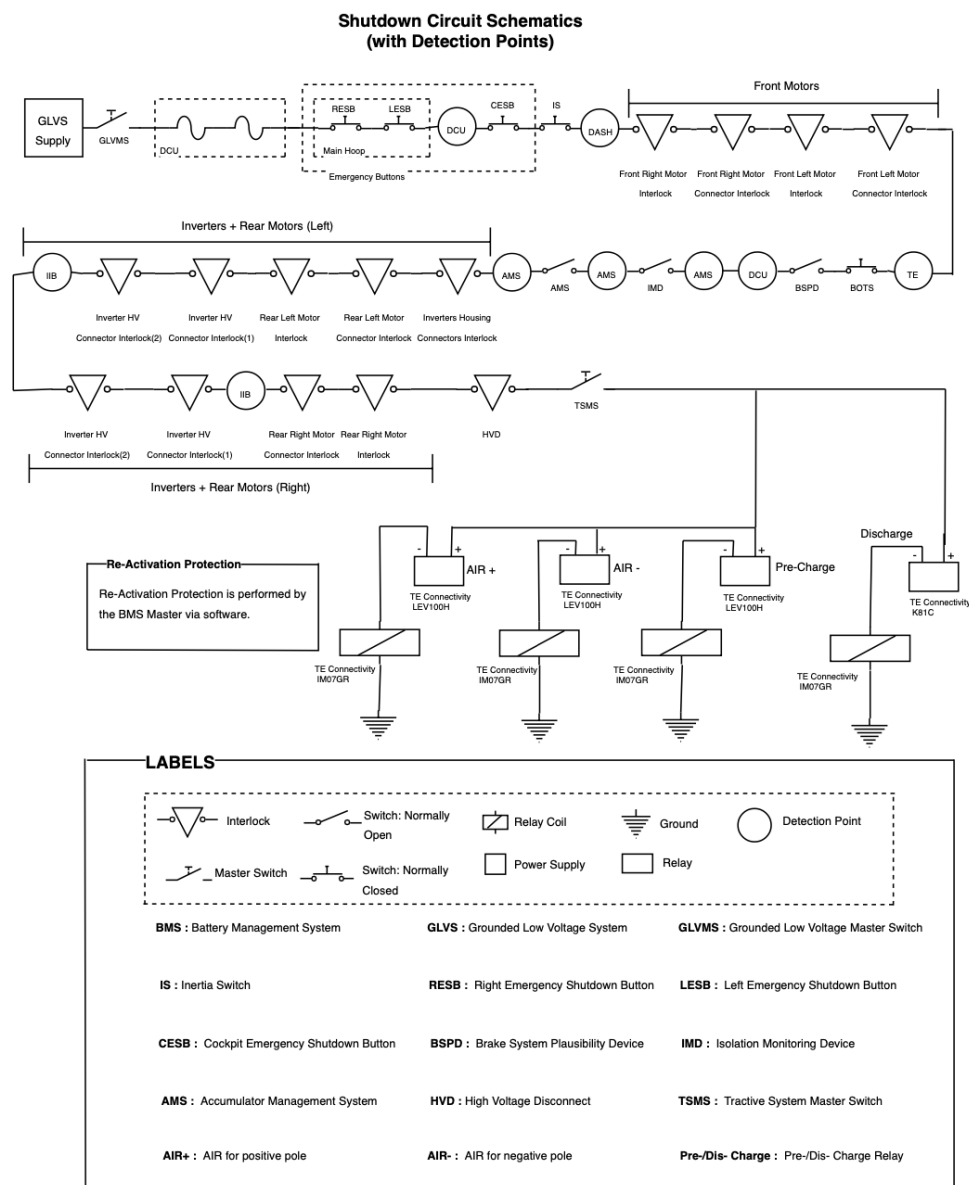 Shutdown Circuit Schematics
(with Detection Points)
Front Motors
GLVS
Supply
GLVMS
DCU
RESB
LESB
Main Hoop
DCU
CESB
Emergency Buttons
IS
DASH
Front Right Motor
Interlock
Front Right Motor
Connector Interlock
Front Left Motor
Interlock
Front Left Motor
Connector Interlock
Inverters + Rear Motors (Left)
IIB
Inverter HV
Connector Interlock(2)
Inverter HV
Connector Interlock(1)
Rear Left Motor
Interlock
Rear Left Motor
Connector Interlock
Inverters Housing
Connectors Interlock
AMS
AMS
AMS
IMD
AMS
DCU
BSPD
BOTS
TE
Inverter HV
Connector Interlock(2)
Inverter HV
Connector Interlock(1)
IIB
Rear Right Motor
Connector Interlock
Rear Right Motor
Interlock
HVD
TSMS
Inverters + Rear Motors (Right)
Re-Activation Protection
Re-Activation Protection is performed by
the BMS Master via software.
- +
AIR +
TE Connectivity
LEV100H
TE Connectivity
IM07GR
- +
AIR -
TE Connectivity
LEV100H
TE Connectivity
IM07GR
- +
Pre-Charge
TE Connectivity
LEV100H
TE Connectivity
IM07GR
Discharge
- +
TE Connectivity
K81C
TE Connectivity
IM07GR
LABELS
Interlock
Switch: Normally
Open
Relay Coil
Ground
Detection Point
Master Switch
Switch: Normally
Closed
Power Supply
Relay
BMS : Battery Management System
GLVS : Grounded Low Voltage System
GLVMS : Grounded Low Voltage Master Switch
IS : Inertia Switch
RESB : Right Emergency Shutdown Button
LESB : Left Emergency Shutdown Button
CESB : Cockpit Emergency Shutdown Button
BSPD : Brake System Plausibility Device
IMD : Isolation Monitoring Device
AMS : Accumulator Management System
HVD : High Voltage Disconnect
TSMS : Tractive System Master Switch
AIR+ : AIR for positive pole
AIR- : AIR for negative pole
Pre-/Dis- Charge : Pre-/Dis- Charge Relay